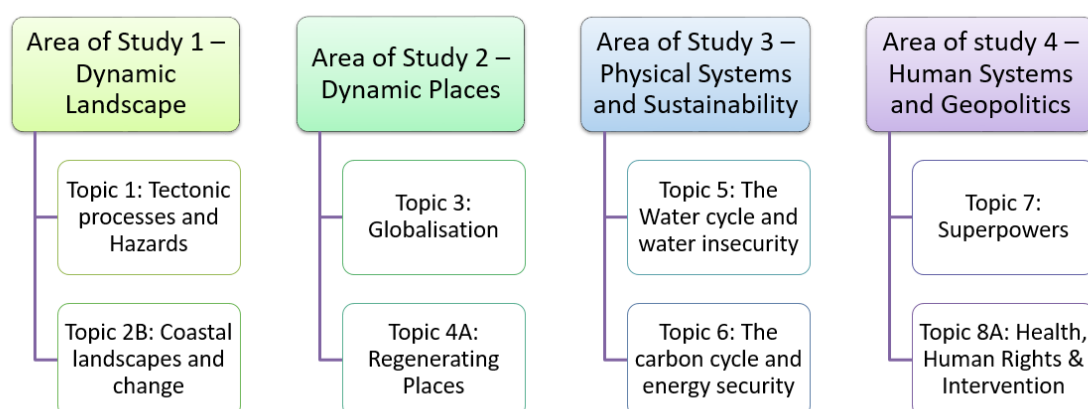 Area of Study 1 –
Dynamic
Landscape
Topic 1: Tectonic
processes and
Hazards
Topic 2B: Coastal
landscapes and
change
Area of Study 2 –
Dynamic Places
Topic 3:
Globalisation
Topic 4A:
Regenerating
Places
Area of Study 3 –
Physical Systems
and Sustainability
Topic 5: The
Water cycle and
water insecurity
Topic 6: The
carbon cycle and
energy security
Area of study 4 –
Human Systems
and Geopolitics
Topic 7:
Superpowers
Topic 8A: Health,
Human Rights &
Intervention